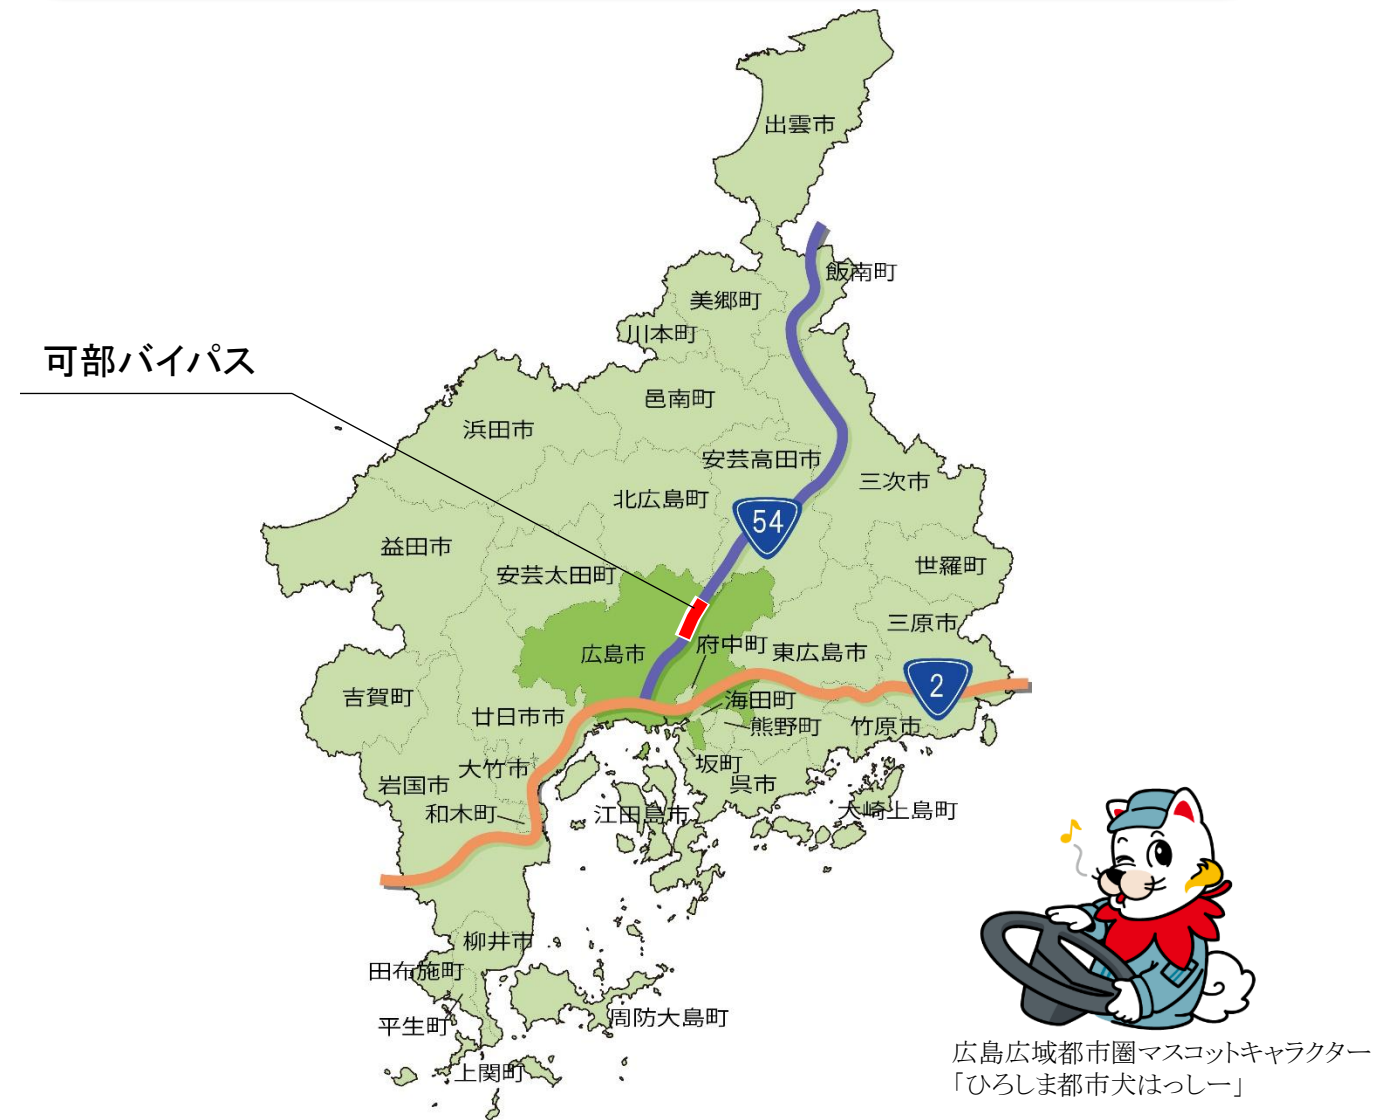 出雲市
飯南町
美郷町
川本町
可部バイパス
邑南町
浜田市
安芸高田市
三次市
北広島町
54
益田市
世羅町
安芸太田町
三原市
府中町
広島市
東広島市
2
吉賀町
海田町
廿日市市
熊野町
竹原市
坂町
大竹市
岩国市
呉市
和木町
江田島市
大崎上島町
柳井市
田布施町
平生町
周防大島町
上関町
広島広域都市圏マスコットキャラクター
「ひろしま都市犬はっしー」